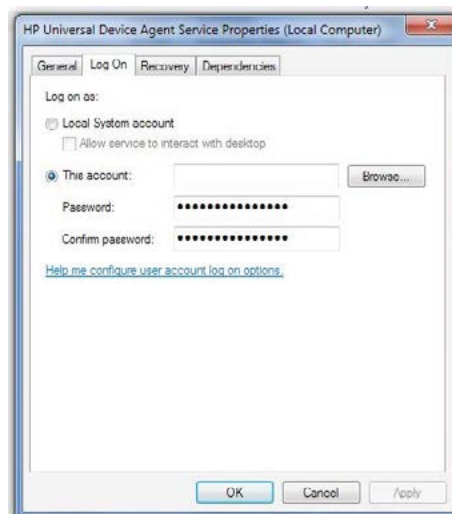 HP Universal Device Agent Service Properties (Local Computer)
General Log On Recovery Dependencies
Log on as:
Local System account
Allow service to interact with desktop
This account: Browse...
Password: •••••••••••••••
Confirm password: •••••••••••••••
Help me configure user account log on options.
OK Cancel Apply